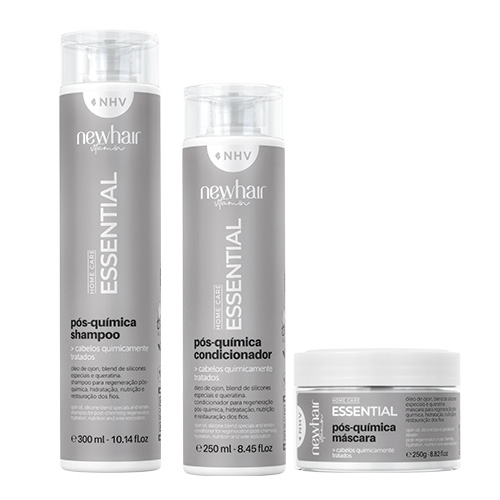 NHV
newhair
vitamin
HOME CARE
ESSENTIAL
pós-química
shampoo
> cabelos quimicamente
tratados
óleo de ojon, blend de silicones
especiais e queratina.
shampoo para regeneração pós-
química, hidratação, nutrição e
restauração dos fios.
e 300 ml - 10.14 fl.oz
NHV
newhair
vitamin
HOME CARE
ESSENTIAL
pós-química
condicionador
> cabelos quimicamente
tratados
óleo de ojon, blend de silicones
especiais e queratina.
condicionador para regeneração
pós-química, hidratação, nutrição
e restauração dos fios.
e 250 ml - 8.45 fl.oz
NHV
newhair
vitamin
HOME CARE
ESSENTIAL
pós-química
máscara
> cabelos quimicamente
tratados
e 250g - 8.82 fl.oz